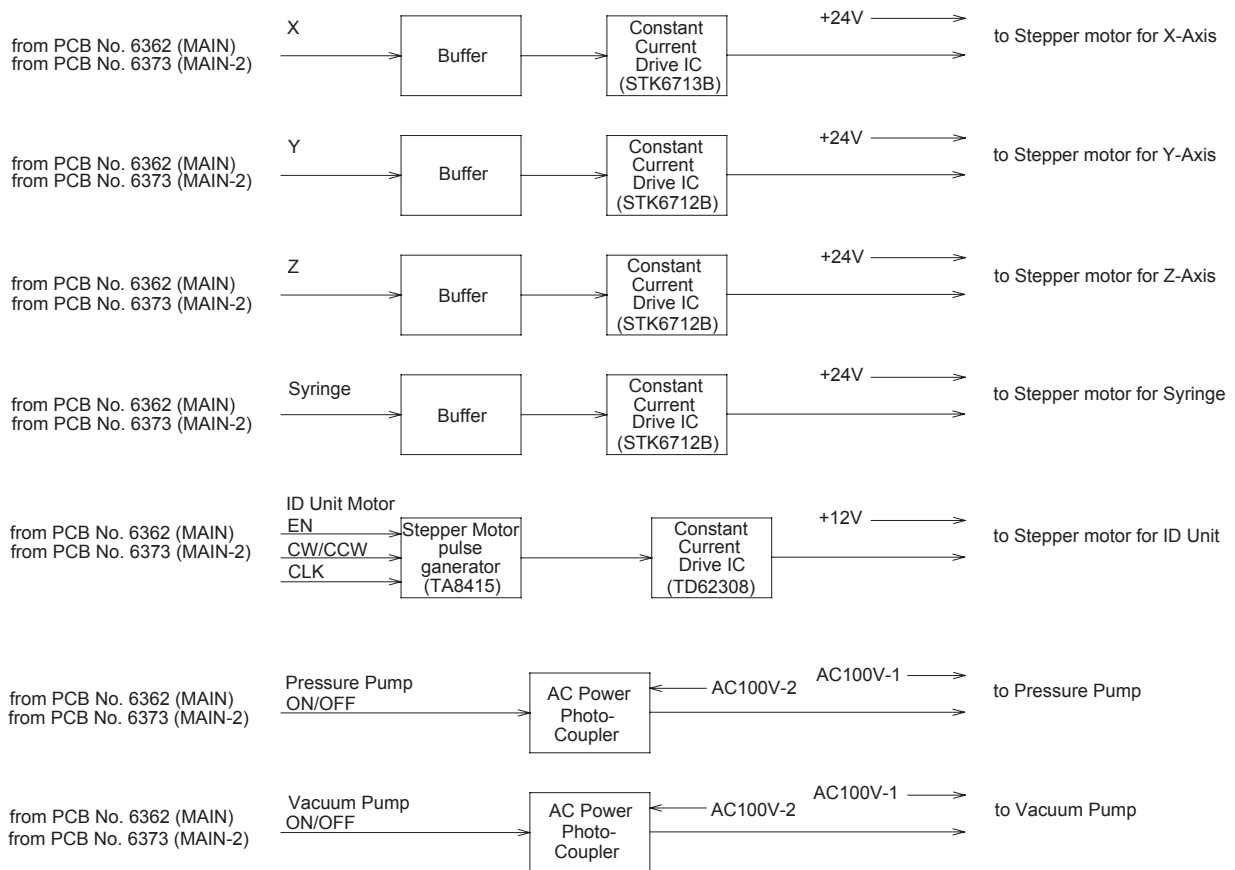 X
+24V
from PCB No. 6362 (MAIN)
from PCB No. 6373 (MAIN-2)
Buffer
Constant
Current
Drive IC
(STK6713B)
to Stepper motor for X-Axis
Y
+24V
from PCB No. 6362 (MAIN)
from PCB No. 6373 (MAIN-2)
Buffer
Constant
Current
Drive IC
(STK6712B)
to Stepper motor for Y-Axis
Z
+24V
from PCB No. 6362 (MAIN)
from PCB No. 6373 (MAIN-2)
Buffer
Constant
Current
Drive IC
(STK6712B)
to Stepper motor for Z-Axis
Syringe
+24V
from PCB No. 6362 (MAIN)
from PCB No. 6373 (MAIN-2)
Buffer
Constant
Current
Drive IC
(STK6712B)
to Stepper motor for Syringe
ID Unit Motor
EN
CW/CCW
CLK
from PCB No. 6362 (MAIN)
from PCB No. 6373 (MAIN-2)
Stepper Motor
pulse
ganerator
(TA8415)
Constant
Current
Drive IC
(TD62308)
+12V
to Stepper motor for ID Unit
from PCB No. 6362 (MAIN)
from PCB No. 6373 (MAIN-2)
Pressure Pump
ON/OFF
AC Power
Photo-
Coupler
AC100V-2
AC100V-1
to Pressure Pump
from PCB No. 6362 (MAIN)
from PCB No. 6373 (MAIN-2)
Vacuum Pump
ON/OFF
AC Power
Photo-
Coupler
AC100V-2
AC100V-1
to Vacuum Pump